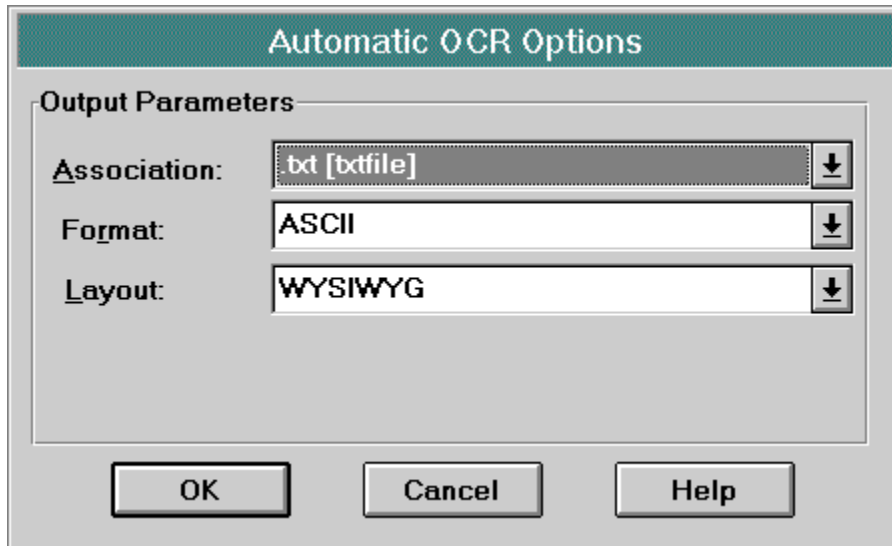 Automatic OCR Options
Output Parameters
Association: .txt [txtfile]
Format: ASCII
Layout: WYSIWYG
OK Cancel Help